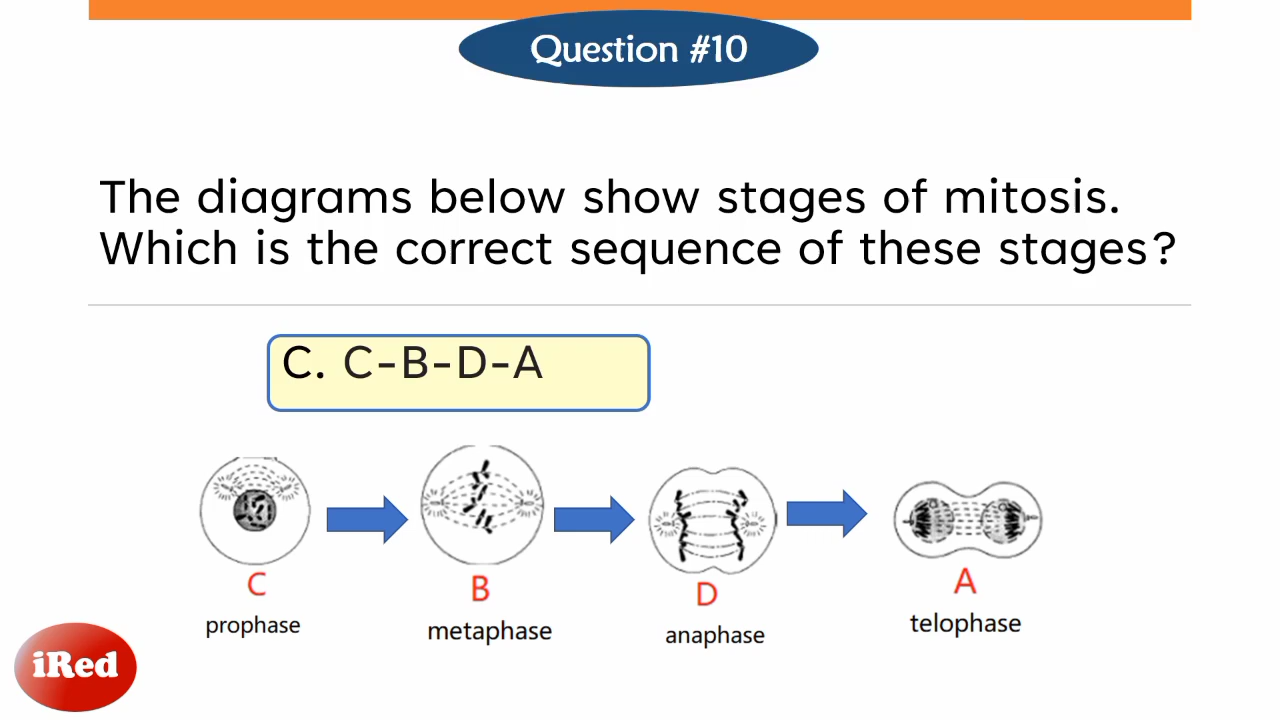 Question #10
The diagrams below show stages of mitosis.
Which is the correct sequence of these stages?
C. C-B-D-A
C
B
D
A
prophase
metaphase
anaphase
telophase
iRed